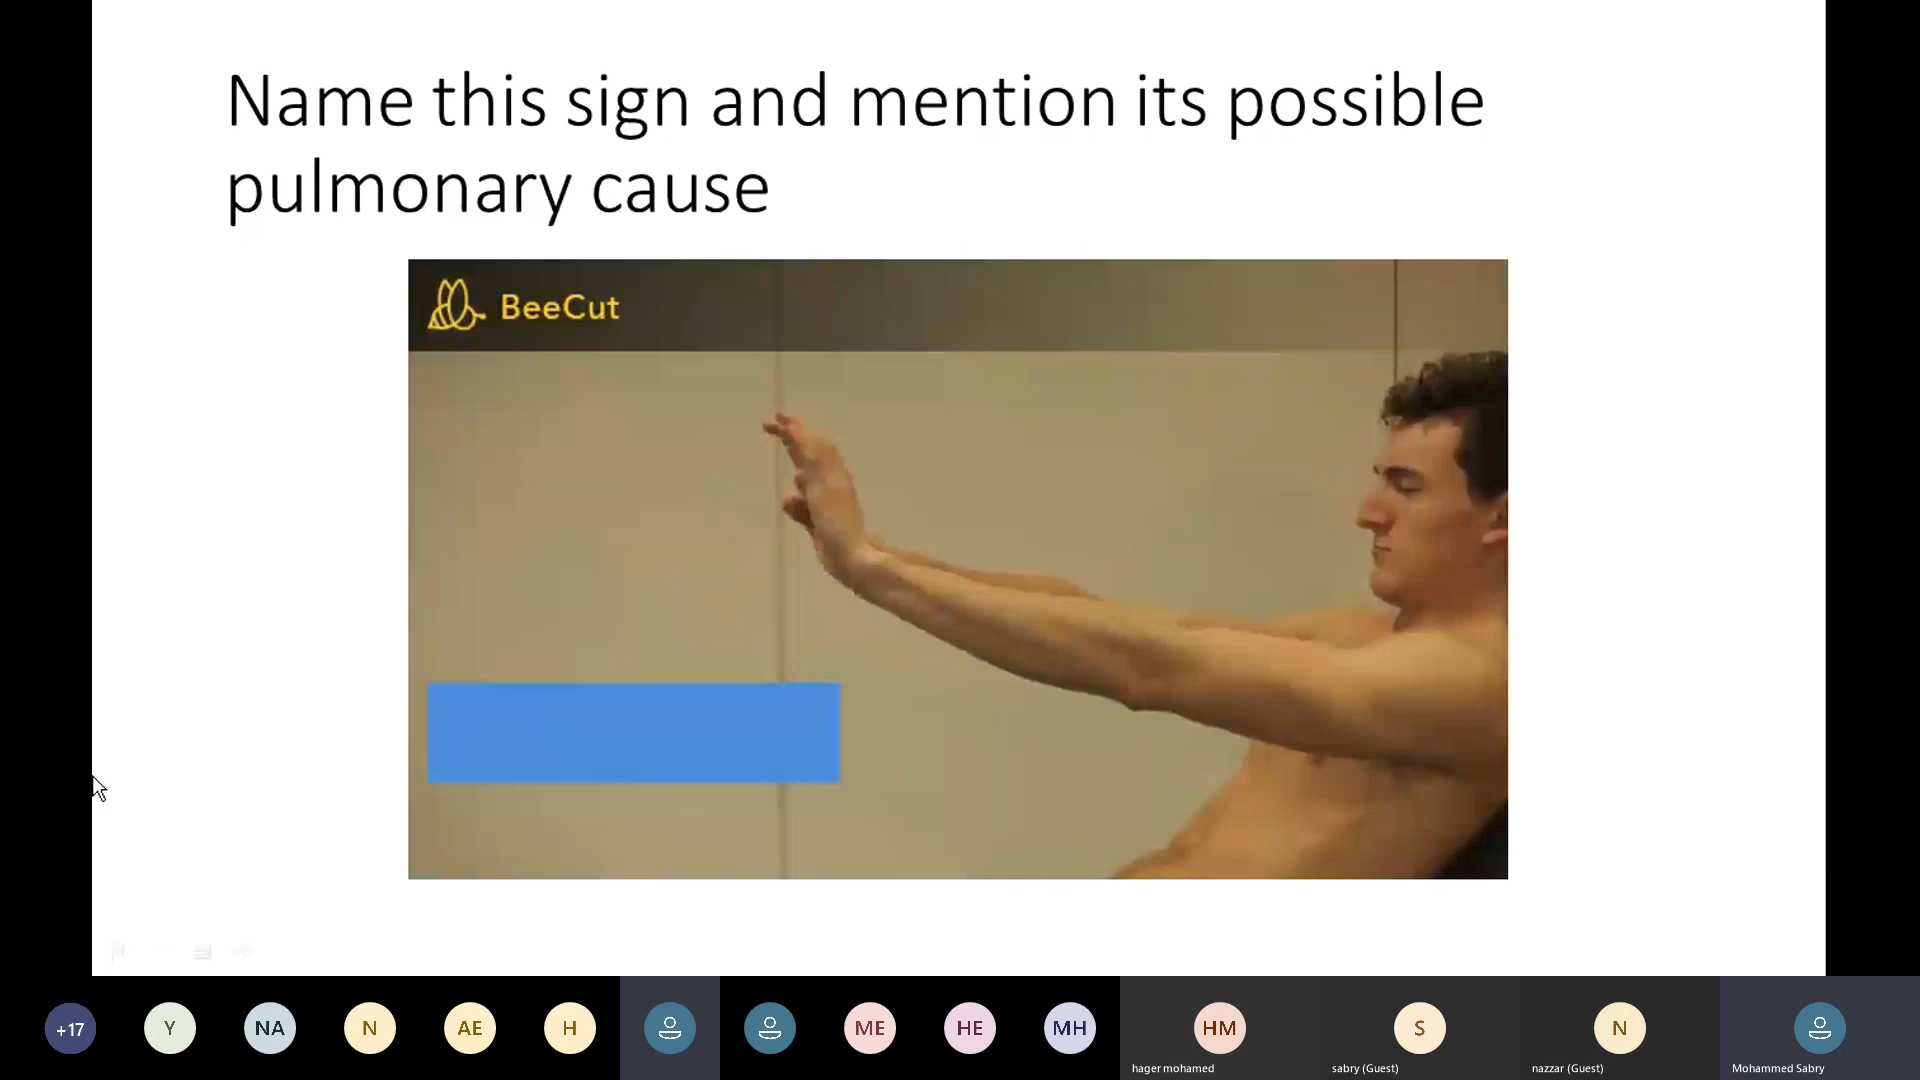 Name this sign and mention its possible
pulmonary cause
BeeCut
+17
Y
NA
N
AE
H
ME
HE
MH
HM
S
N
hager mohamed
sabry (Guest)
nazzar (Guest)
Mohammed Sabry